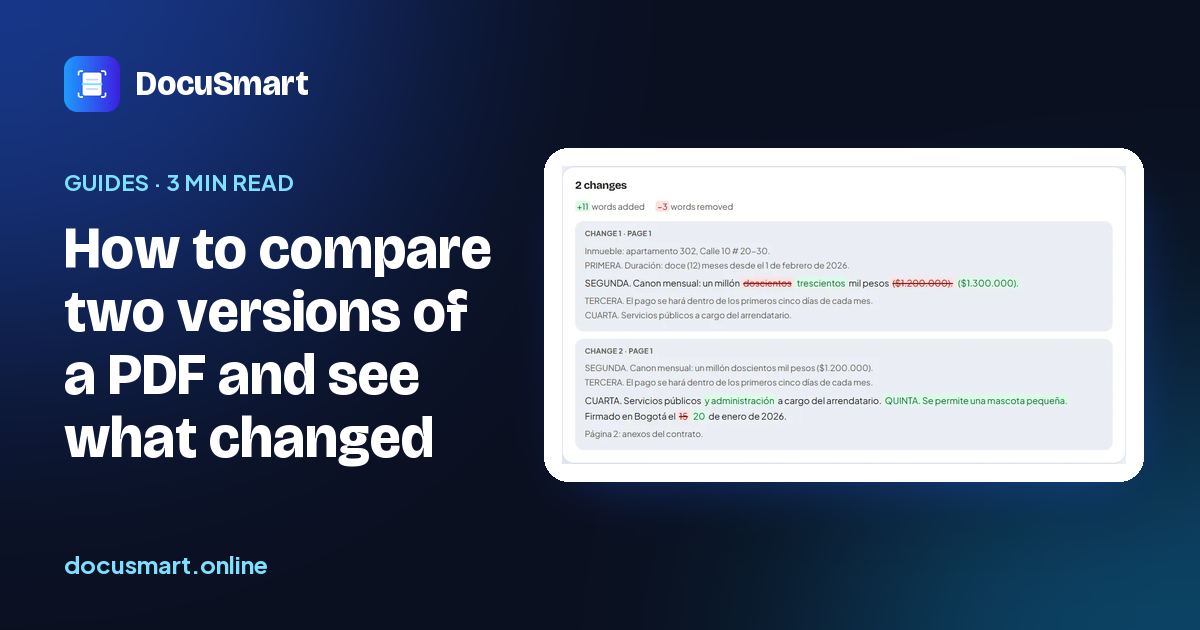 DocuSmart
GUIDES · 3 MIN READ
How to compare
two versions of
a PDF and see
what changed
docusmart.online
2 changes
+11 words added −3 words removed
CHANGE 1 · PAGE 1
Inmueble: apartamento 302, Calle 10 # 20-30.
PRIMERA. Duración: doce (12) meses desde el 1 de febrero de 2026.
SEGUNDA. Canon mensual: un millón doscientos trescientos mil pesos ($1.200.000). ($1.300.000).
TERCERA. El pago se hará dentro de los primeros cinco días de cada mes.
CUARTA. Servicios públicos a cargo del arrendatario.
CHANGE 2 · PAGE 1
SEGUNDA. Canon mensual: un millón doscientos mil pesos ($1.200.000).
TERCERA. El pago se hará dentro de los primeros cinco días de cada mes.
CUARTA. Servicios públicos y administración a cargo del arrendatario. QUINTA. Se permite una mascota pequeña.
Firmado en Bogotá el 15 20 de enero de 2026.
Página 2: anexos del contrato.